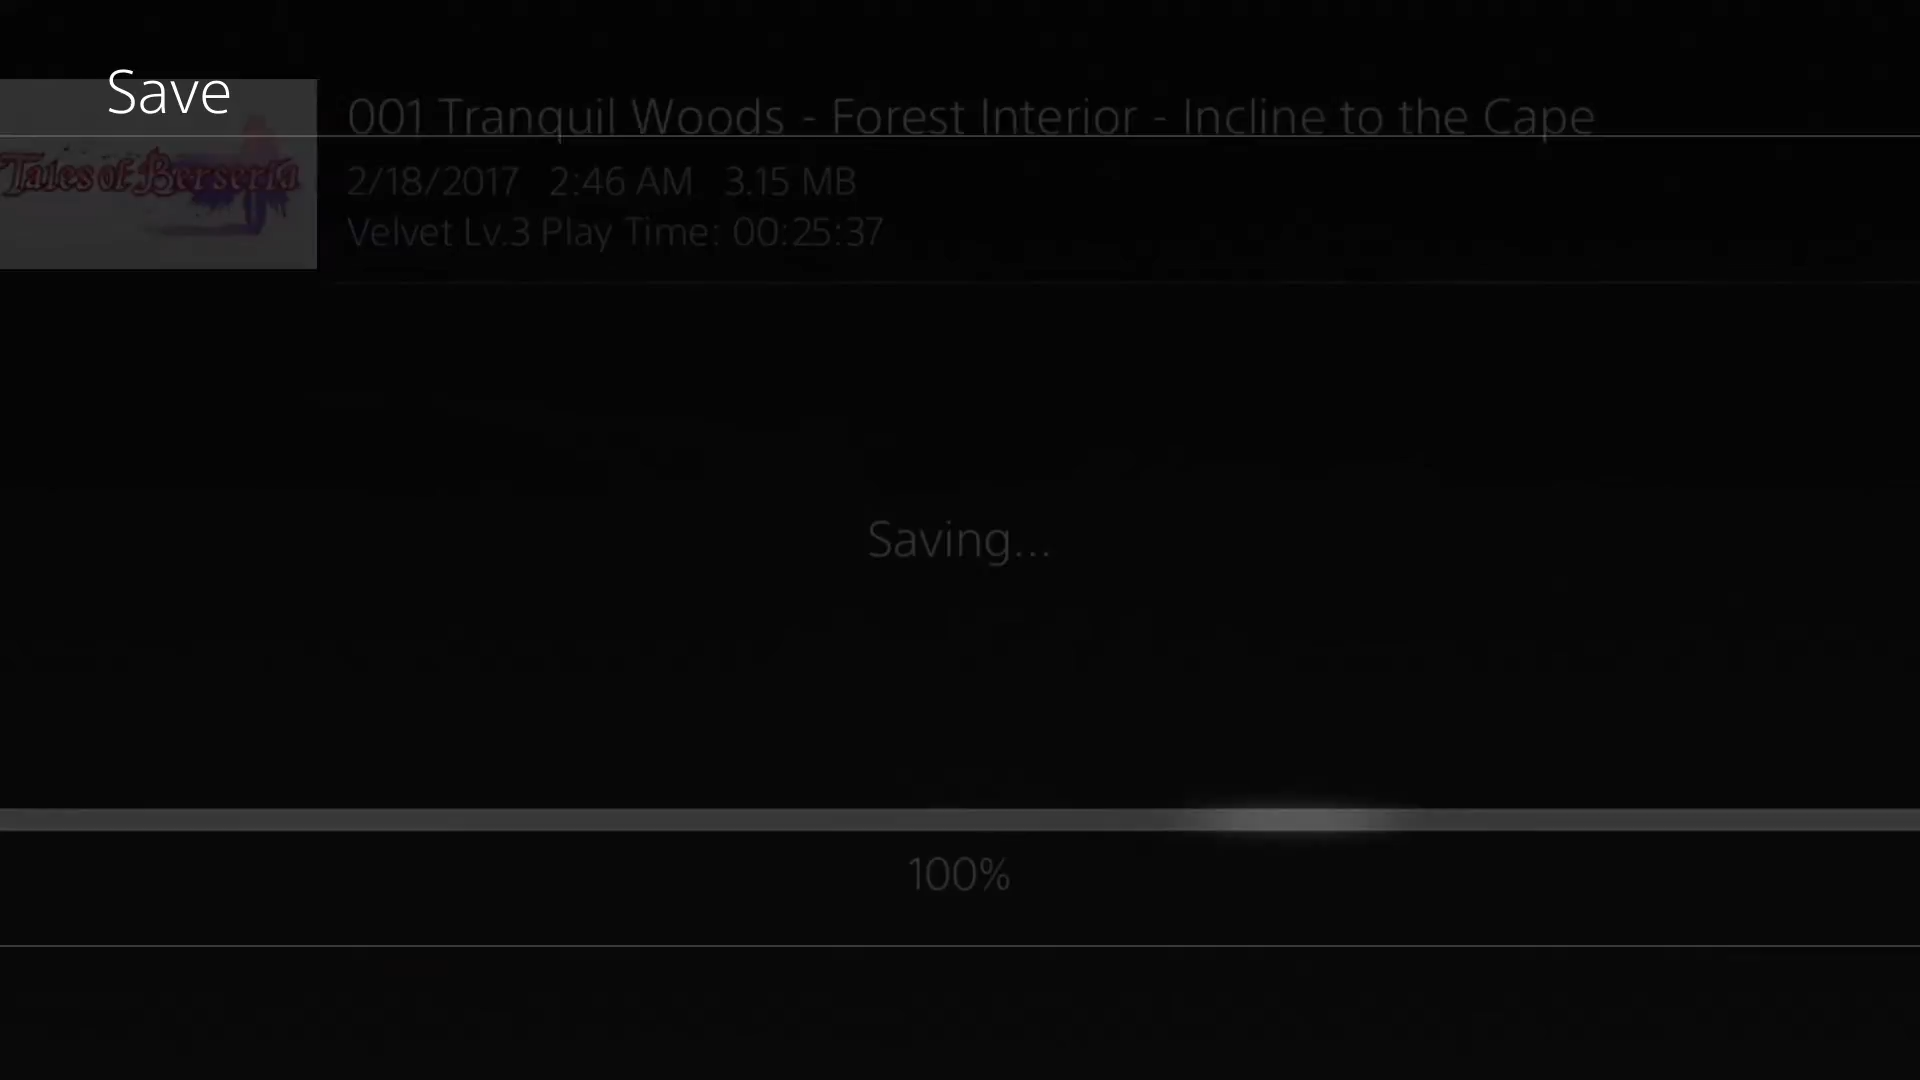 Save
001 Tranquil Woods - Forest Interior - Incline to the Cape
Tales of Berseria
2/18/2017 2:46 AM 3.15 MB
Velvet Lv.3 Play Time: 00:25:37
Saving...
100%